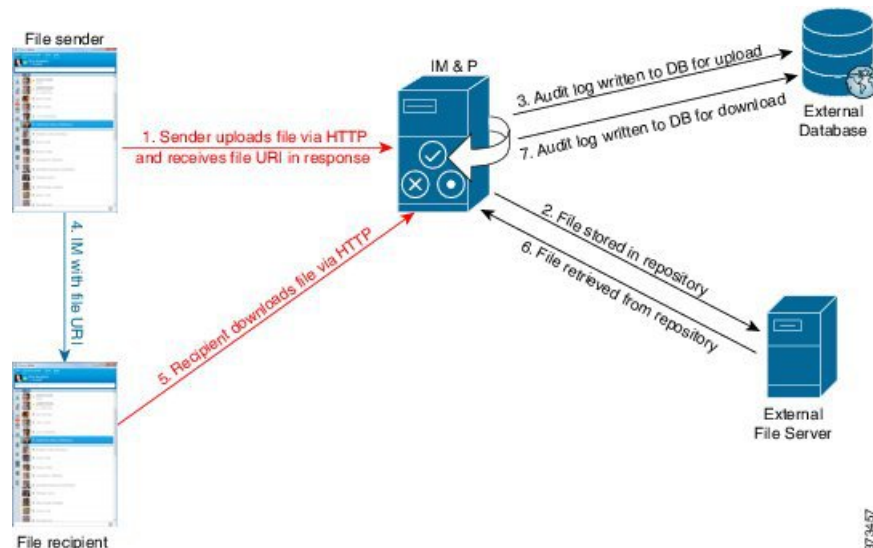 File sender
IM & P
External
Database
1. Sender uploads file via HTTP
and receives file URI in response
3. Audit log written to DB for upload
7. Audit log written to DB for download
2. File stored in repository
6. File retrieved from repository
4. IM with file URI
5. Recipient downloads file via HTTP
External
File Server
File recipient
373457